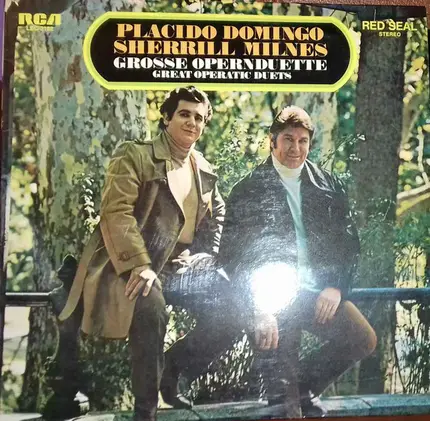 RCA
PLACIDO DOMINGO
SHERRILL MILNES
GROSSE OPERNDUETTE
GREAT OPERATIC DUETS
RED SEAL
STEREO